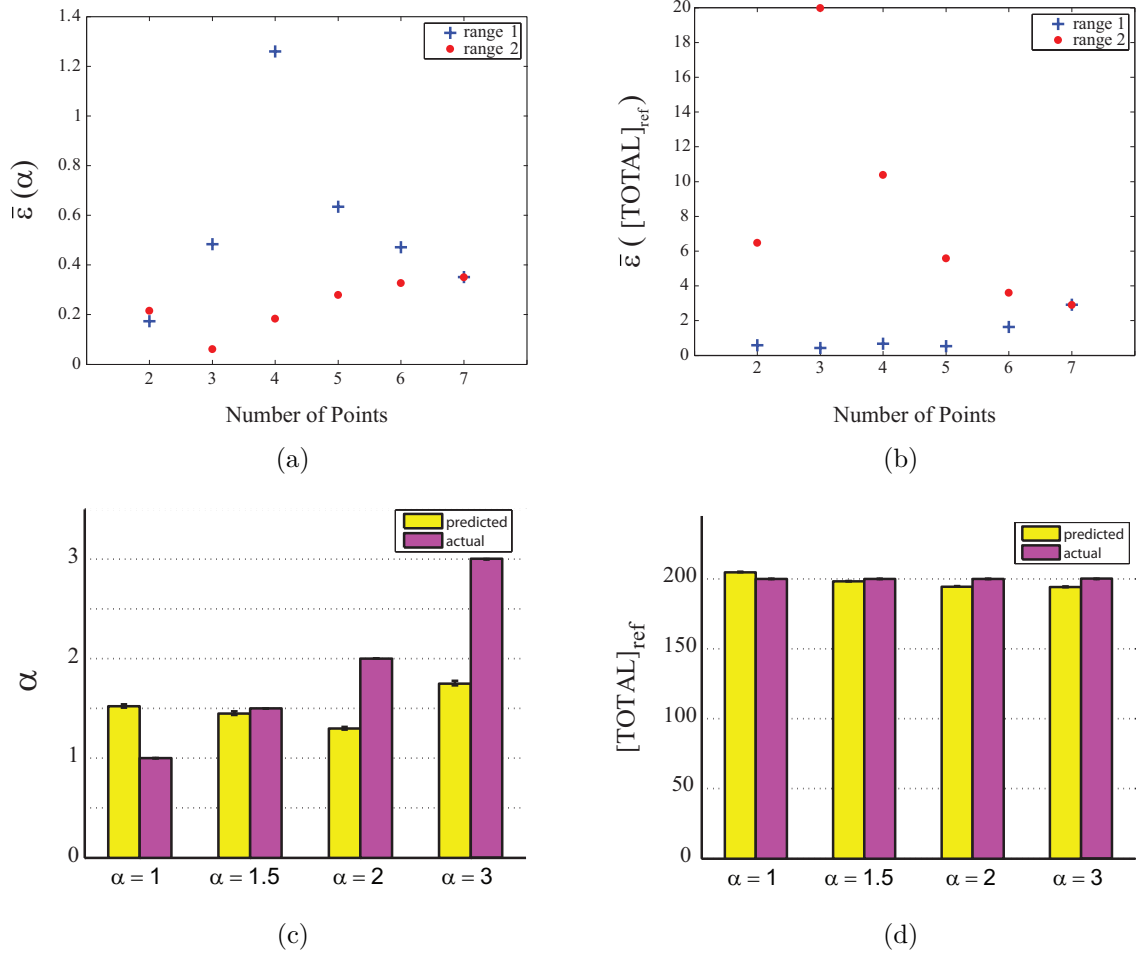 1.4
1.2
1
0.8
0.6
0.4
0.2
0
2 3 4 5 6 7
ε̄ (α)
Number of Points
range 1
range 2
(a)
20
18
16
14
12
10
8
6
4
2
0
2 3 4 5 6 7
ε̄ ( [TOTAL]ref)
Number of Points
range 1
range 2
(b)
predicted
actual
3
2
1
0
α
α = 1 α = 1.5 α = 2 α = 3
(c)
predicted
actual
200
150
100
50
0
[TOTAL]ref
α = 1 α = 1.5 α = 2 α = 3
(d)